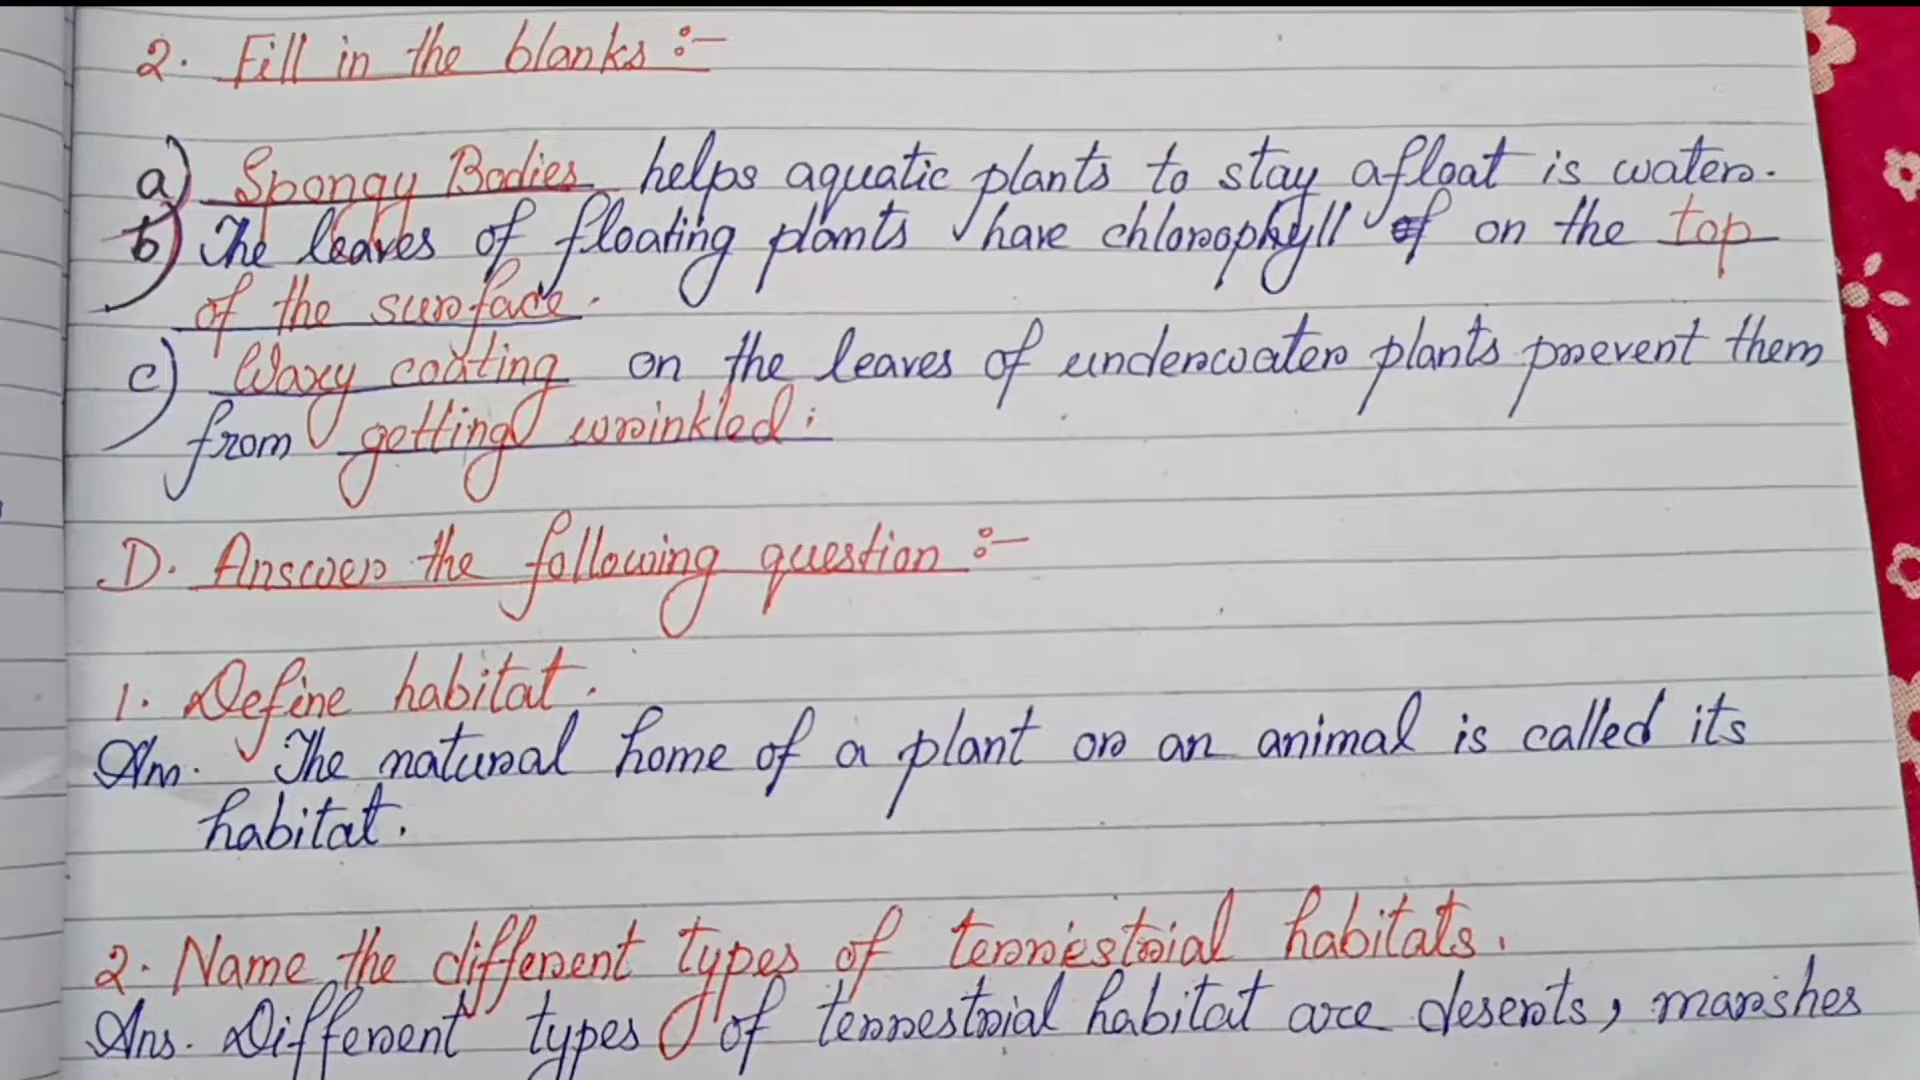 2. Fill in the blanks :-
a) Spongy Bodies helps aquatic plants to stay afloat is water.
b) The leaves of floating plants have chlorophyll of on the top
of the surface.
c) Waxy coating on the leaves of underwater plants prevent them
from getting wrinkled.
D. Answer the following question :-
1. Define habitat.
Ans. The natural home of a plant or an animal is called its
habitat.
2. Name the different types of terrestrial habitats.
Ans. Different types of terrestrial habitat are deserts, marshes